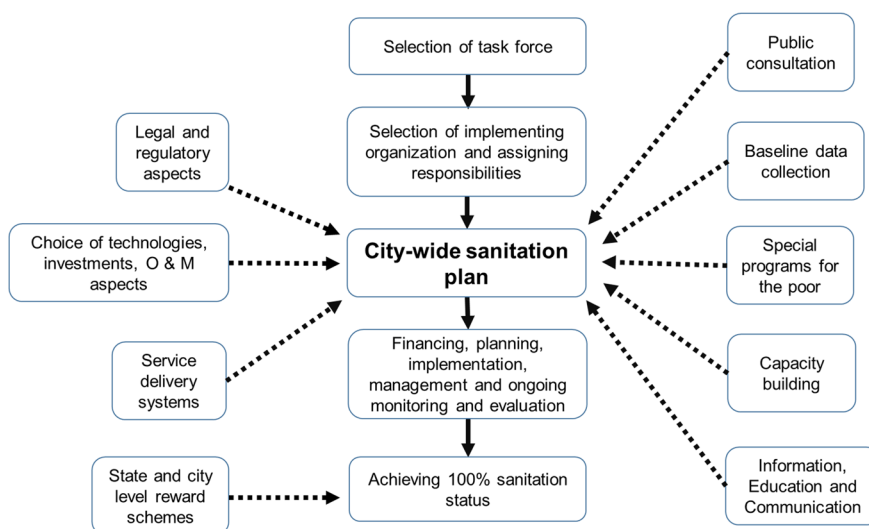 Selection of task force
Public
consultation
Legal and
regulatory
aspects
Selection of implementing
organization and assigning
responsibilities
Baseline data
collection
Choice of technologies,
investments, O & M
aspects
City-wide sanitation
plan
Special
programs for
the poor
Service
delivery
systems
Financing, planning,
implementation,
management and ongoing
monitoring and evaluation
Capacity
building
State and city
level reward
schemes
Achieving 100% sanitation
status
Information,
Education and
Communication